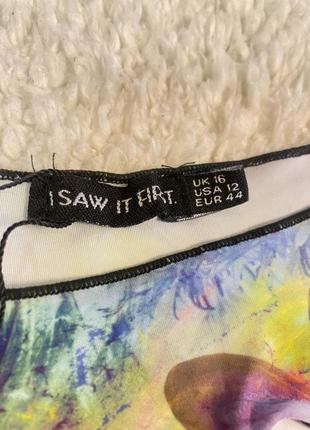 I SAW IT FIRST.
UK 16
USA 12
EUR 44